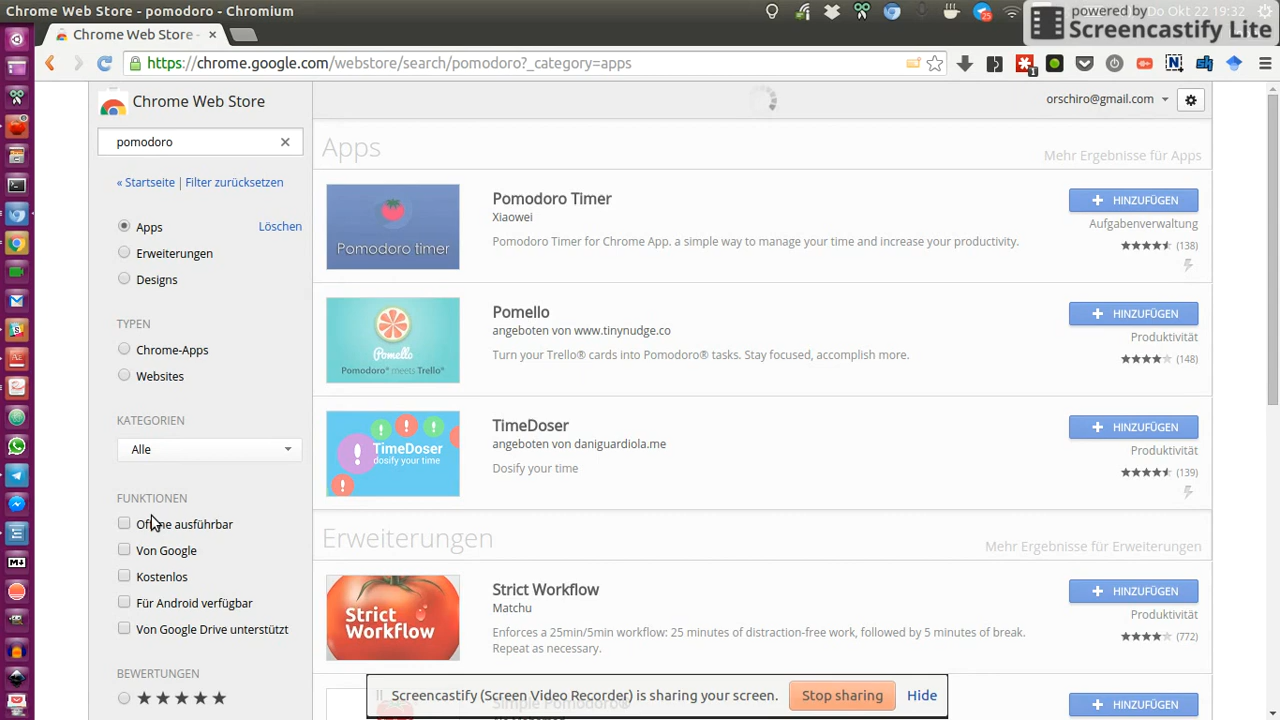 Chrome Web Store - pomodoro - Chromium
Do Okt 22 19:32
powered by
Screencastify Lite
Chrome Web Store -
https://chrome.google.com/webstore/search/pomodoro?_category=apps
1
Chrome Web Store
orschiro@gmail.com
pomodoro
« Startseite | Filter zurücksetzen
Apps
Löschen
Erweiterungen
Designs
TYPEN
Chrome-Apps
Websites
KATEGORIEN
Alle
FUNKTIONEN
Offline ausführbar
Von Google
Kostenlos
Für Android verfügbar
Von Google Drive unterstützt
BEWERTUNGEN
Apps
Mehr Ergebnisse für Apps
Pomodoro timer
Pomodoro Timer
Xiaowei
Pomodoro Timer for Chrome App. a simple way to manage your time and increase your productivity.
HINZUFÜGEN
Aufgabenverwaltung
(138)
Pomello
Pomodoro® meets Trello®
Pomello
angeboten von www.tinynudge.co
Turn your Trello® cards into Pomodoro® tasks. Stay focused, accomplish more.
HINZUFÜGEN
Produktivität
(148)
TimeDoser
dosify your time
TimeDoser
angeboten von daniguardiola.me
Dosify your time
HINZUFÜGEN
Produktivität
(139)
Erweiterungen
Mehr Ergebnisse für Erweiterungen
Strict
Workflow
Strict Workflow
Matchu
Enforces a 25min/5min workflow: 25 minutes of distraction-free work, followed by 5 minutes of break.
Repeat as necessary.
HINZUFÜGEN
Produktivität
(772)
Simple Pomodoro®
HINZUFÜGEN
Screencastify (Screen Video Recorder) is sharing your screen.
Stop sharing
Hide